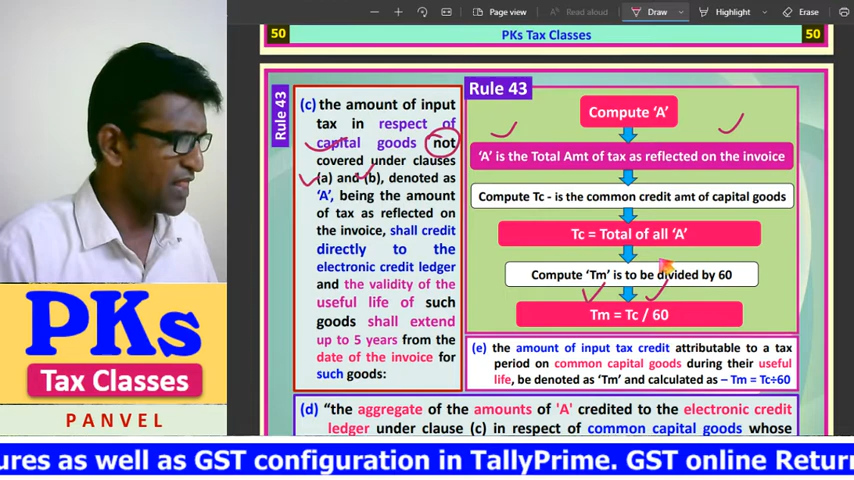 Page view
Read aloud
Draw
Highlight
Erase
50
PKs Tax Classes
50
Rule 43
(c) the amount of input
tax in respect of
capital goods not
covered under clauses
(a) and (b), denoted as
‘A’, being the amount
of tax as reflected on
the invoice, shall credit
directly to the
electronic credit ledger
and the validity of the
useful life of such
goods shall extend
up to 5 years from the
date of the invoice for
such goods:
Rule 43
Compute ‘A’
‘A’ is the Total Amt of tax as reflected on the invoice
Compute Tc - is the common credit amt of capital goods
Tc = Total of all ‘A’
Compute ‘Tm’ is to be divided by 60
Tm = Tc / 60
(e) the amount of input tax credit attributable to a tax
period on common capital goods during their useful
life, be denoted as ‘Tm’ and calculated as – Tm = Tc÷60
(d) “the aggregate of the amounts of 'A' credited to the electronic credit
ledger under clause (c) in respect of common capital goods whose
PKs
Tax Classes
PANVEL
ures as well as GST configuration in TallyPrime. GST online Return